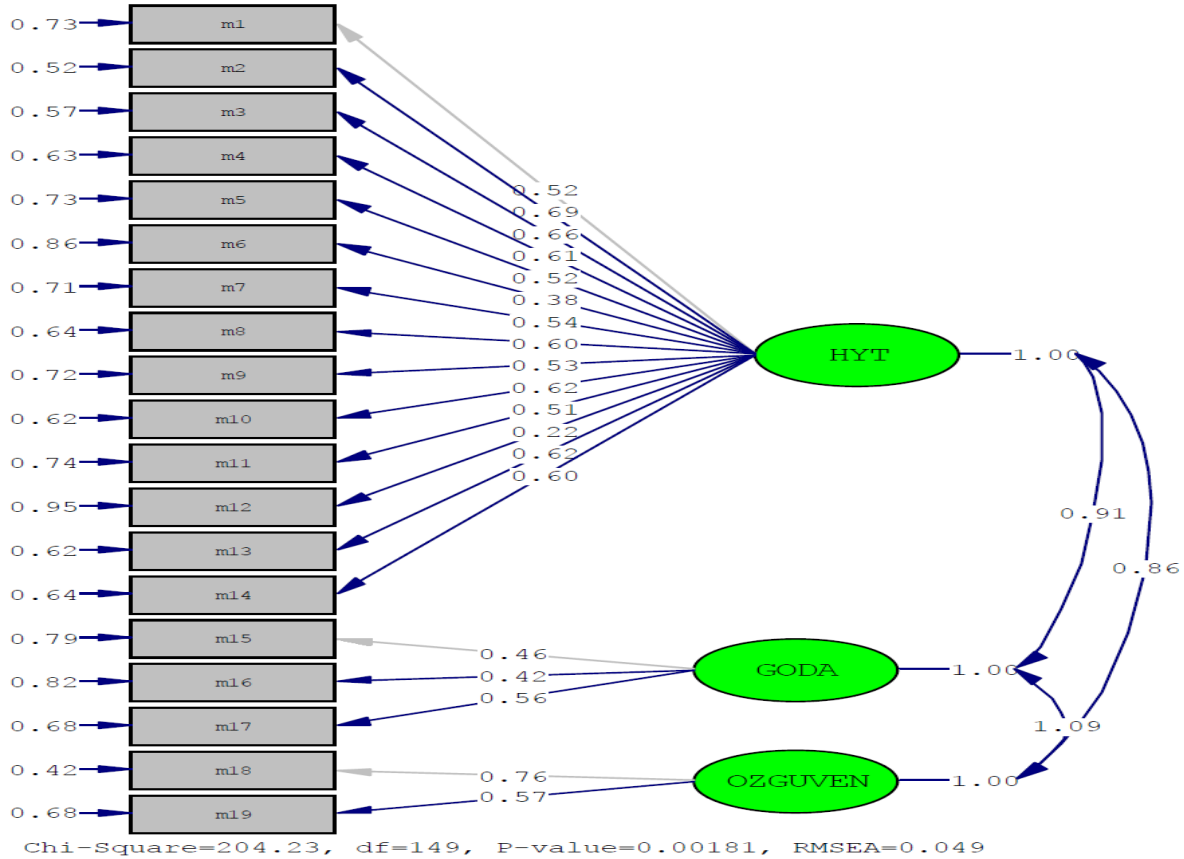 0.73 m1
0.52 m2
0.57 m3
0.63 m4
0.73 m5
0.86 m6
0.71 m7
0.64 m8
0.72 m9
0.62 m10
0.74 m11
0.95 m12
0.62 m13
0.64 m14
0.79 m15
0.82 m16
0.68 m17
0.42 m18
0.68 m19
0.52
0.69
0.66
0.61
0.52
0.38
0.54
0.60
0.53
0.62
0.51
0.22
0.62
0.60
0.46
0.42
0.56
0.76
0.57
HYT 1.00
GODA 1.00
OZGUVEN 1.00
0.91
0.86
1.09
Chi-Square=204.23, df=149, P-value=0.00181, RMSEA=0.049